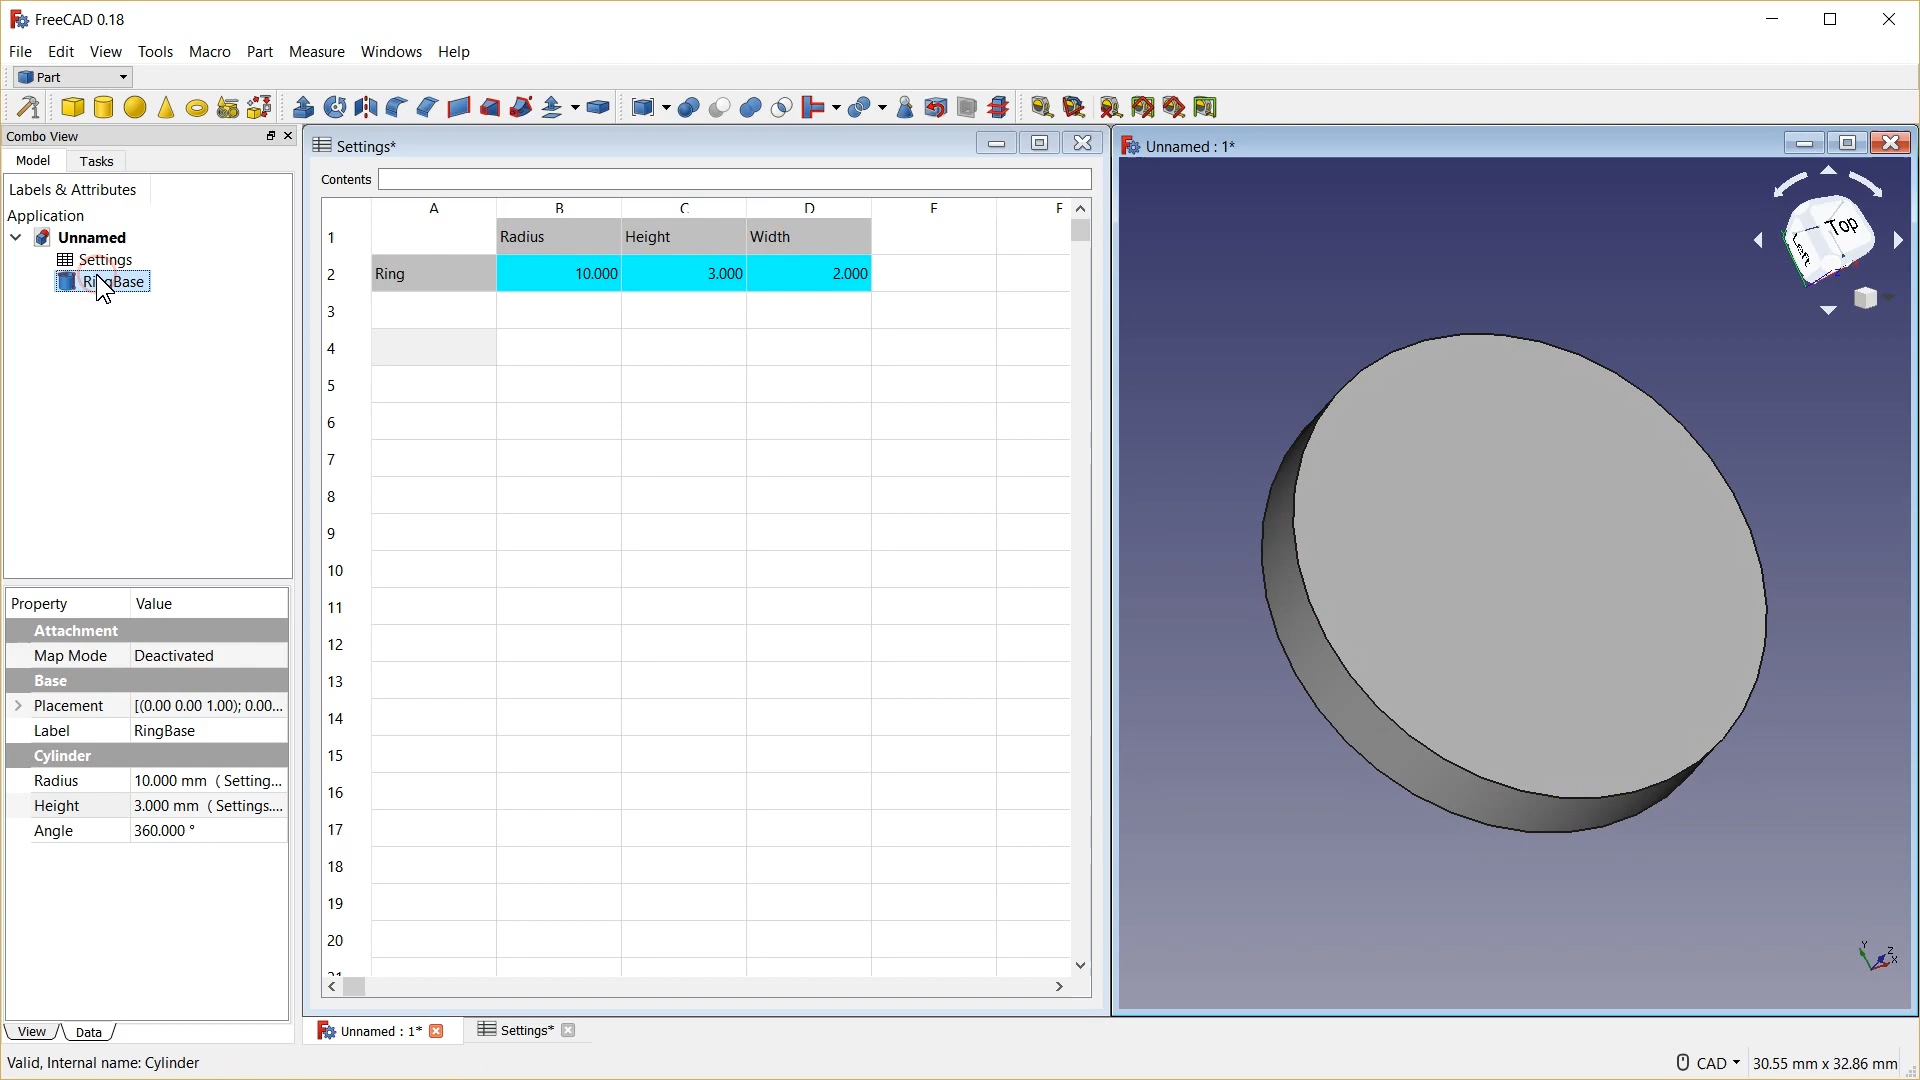 FreeCAD 0.18
File Edit View Tools Macro Part Measure Windows Help
Part
Combo View
Model Tasks
Labels & Attributes
Application
Unnamed
Settings
RingBase
Property Value
Attachment
Map Mode Deactivated
Base
Placement [(0.00 0.00 1.00); 0.00...
Label RingBase
Cylinder
Radius 10.000 mm ( Setting...
Height 3.000 mm ( Settings....
Angle 360.000 °
View Data
Settings*
Contents
A B C D E F
1 Radius Height Width
2 Ring 10.000 3.000 2.000
3
4
5
6
7
8
9
10
11
12
13
14
15
16
17
18
19
20
21
Unnamed : 1*
Top
Left
Y Z X
Unnamed : 1* Settings*
Valid, Internal name: Cylinder
CAD 30.55 mm x 32.86 mm